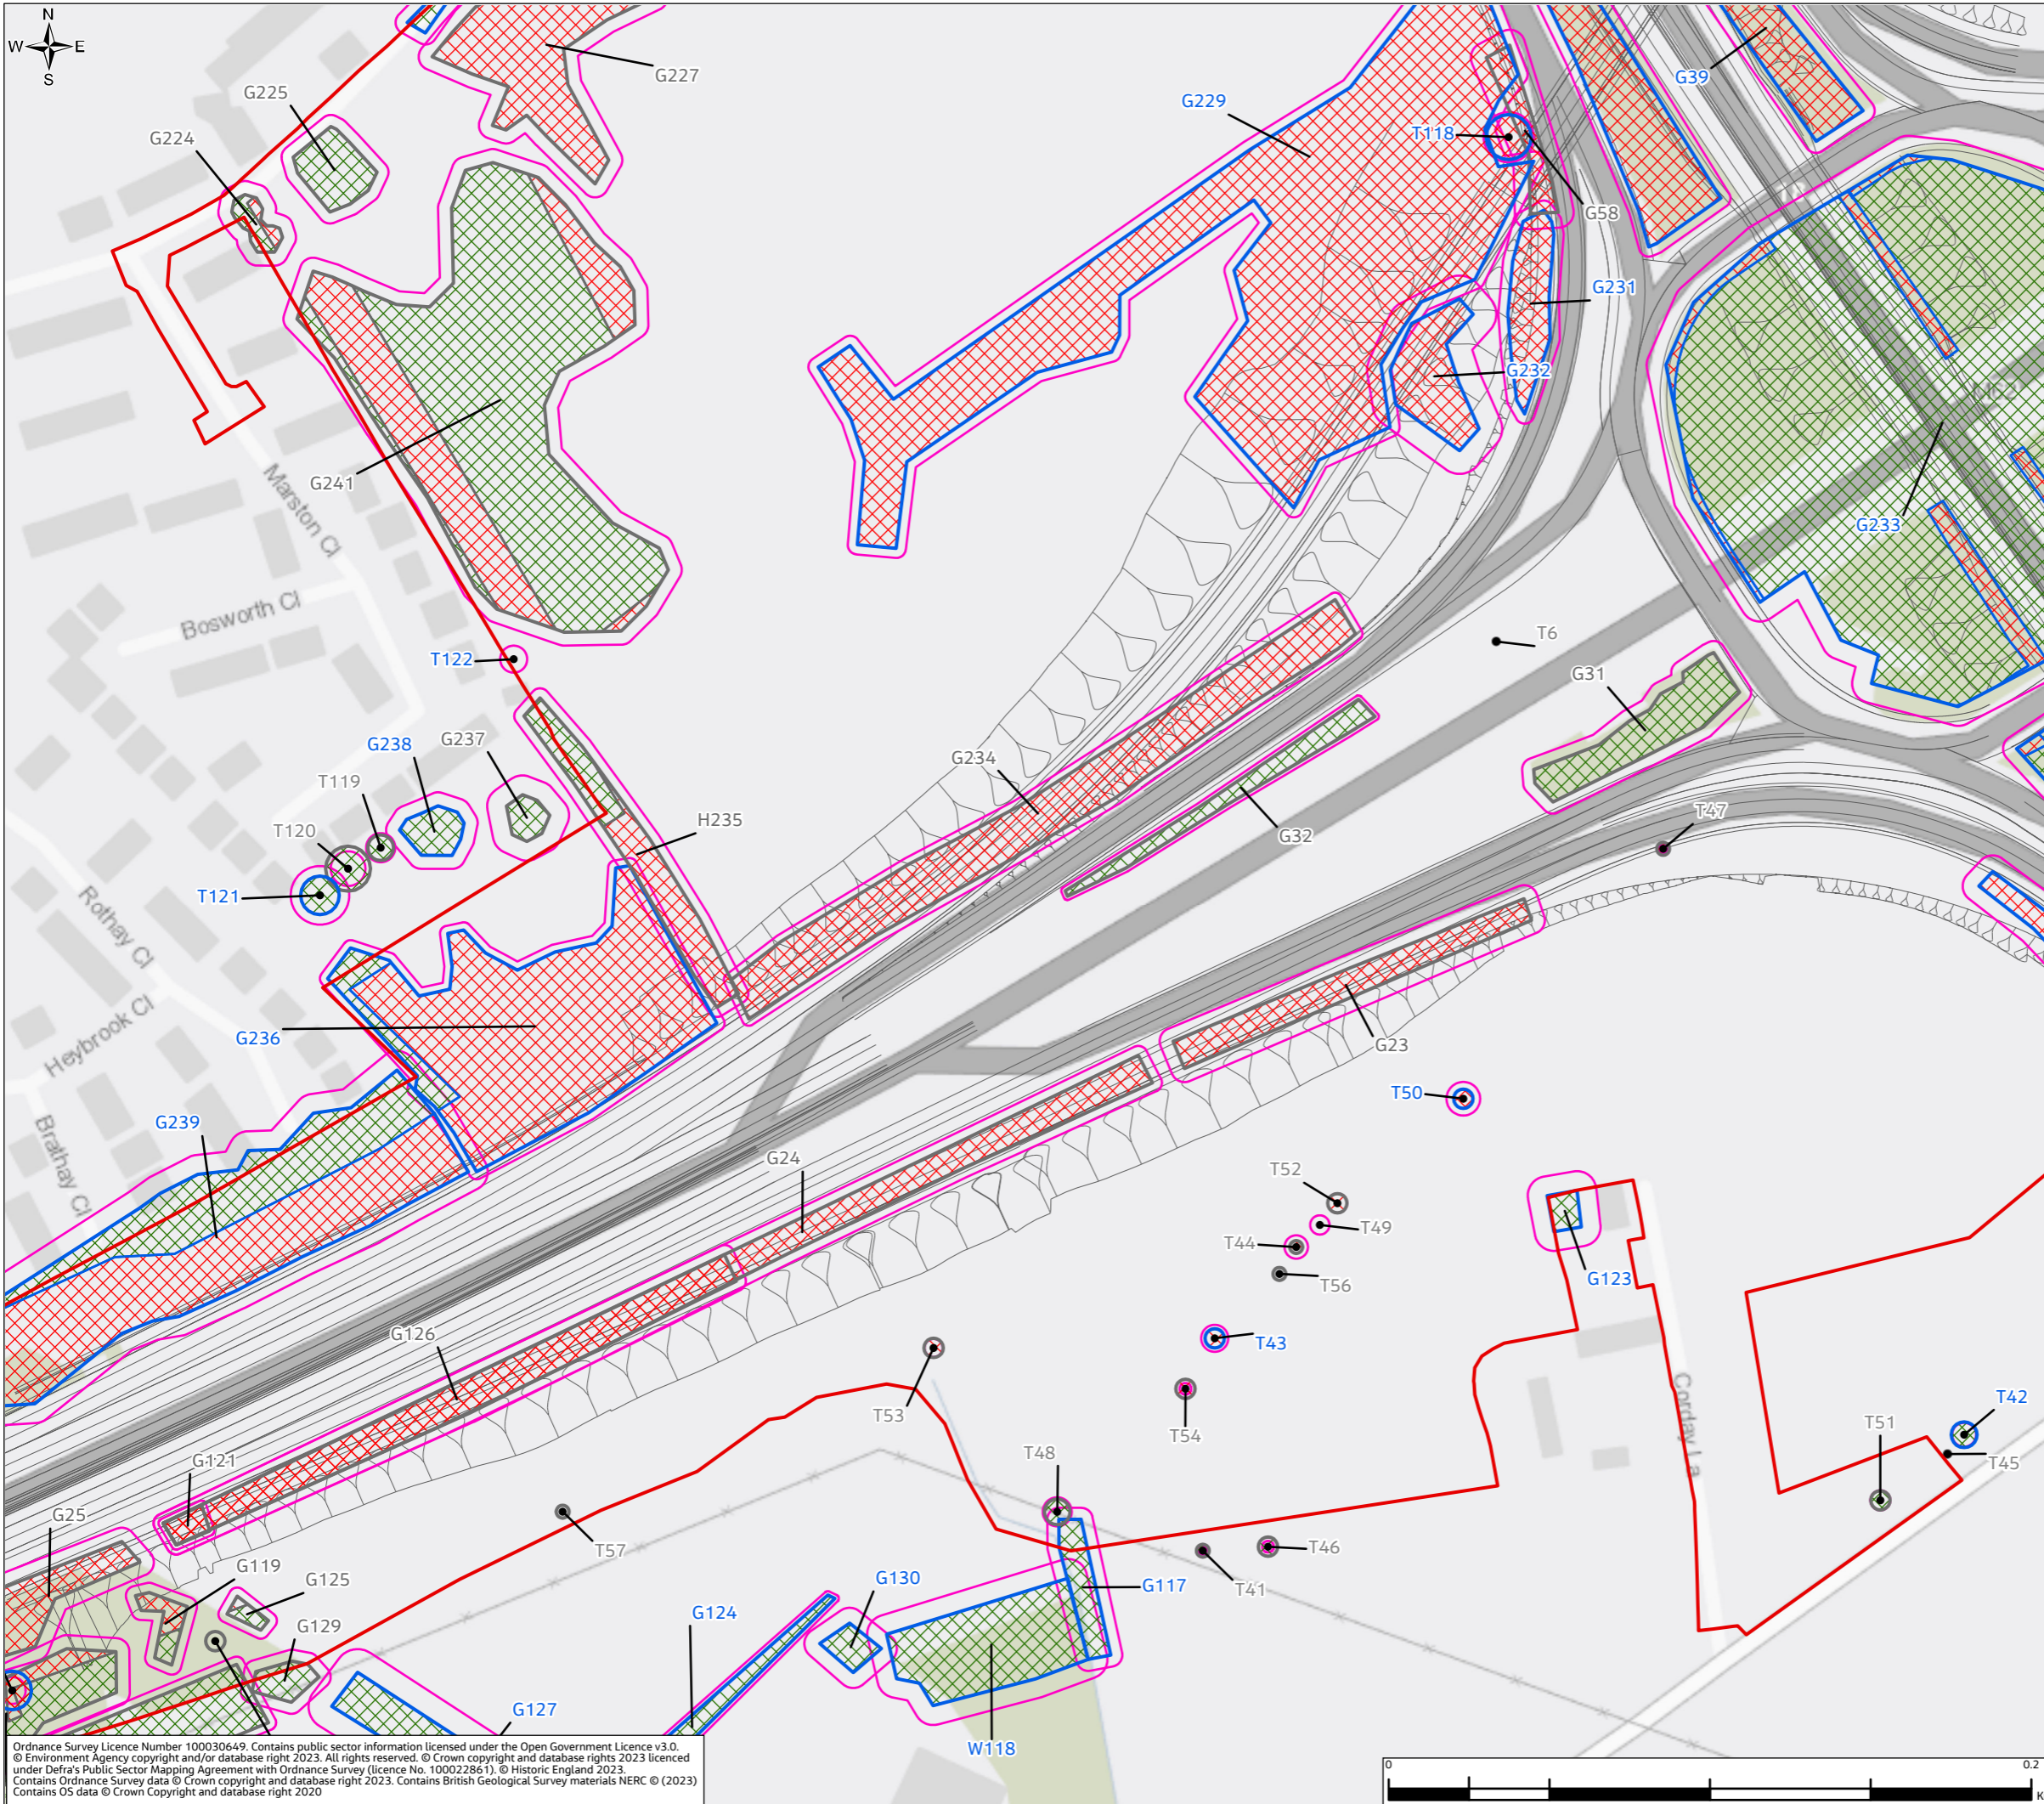 N
W E
S
G227
G225
G224
G229
T118
G39
G58
G231
G232
G241
Marston Cl
G233
Bosworth Cl
T122
T6
G31
G238
G237
G234
T119
T120
G32
T47
H235
T121
Rothay Cl
G236
Heybrook Cl
G23
T50
G239
Brathay Cl
G24
T52
T49
T44
T56
G123
G126
T43
T53
T54
Corday La
T42
T51
T45
T48
G121
G25
T57
T46
T41
G119
G125
G130
G117
G124
G129
G127
W118
Ordnance Survey Licence Number 100030649. Contains public sector information licensed under the Open Government Licence v3.0.
© Environment Agency copyright and/or database right 2023. All rights reserved. © Crown copyright and database rights 2023 licenced
under Defra's Public Sector Mapping Agreement with Ordnance Survey (licence No. 100022861). © Historic England 2023.
Contains Ordnance Survey data © Crown copyright and database right 2023. Contains British Geological Survey materials NERC © (2023)
Contains OS data © Crown Copyright and database right 2020
0 0.2